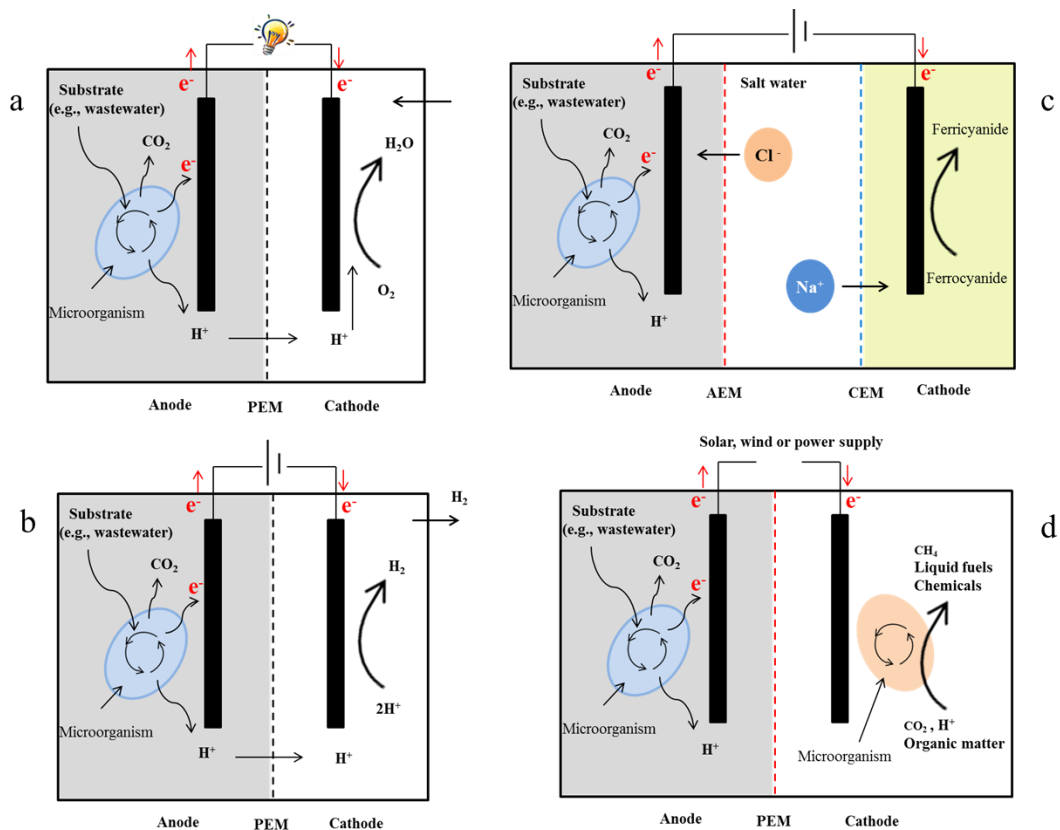 a
e⁻
e⁻
Substrate
(e.g., wastewater)
CO₂
e⁻
H₂O
O₂
Microorganism
H⁺
H⁺
Anode
PEM
Cathode
b
e⁻
e⁻
H₂
Substrate
(e.g., wastewater)
CO₂
e⁻
H₂
2H⁺
Microorganism
H⁺
H⁺
Anode
PEM
Cathode
c
e⁻
e⁻
Substrate
(e.g., wastewater)
Salt water
CO₂
e⁻
Cl⁻
Ferricyanide
Na⁺
Ferrocyanide
Microorganism
H⁺
Anode
AEM
CEM
Cathode
Solar, wind or power supply
d
e⁻
e⁻
Substrate
(e.g., wastewater)
CO₂
e⁻
CH₄
Liquid fuels
Chemicals
CO₂ , H⁺
Organic matter
Microorganism
Microorganism
H⁺
Anode
PEM
Cathode